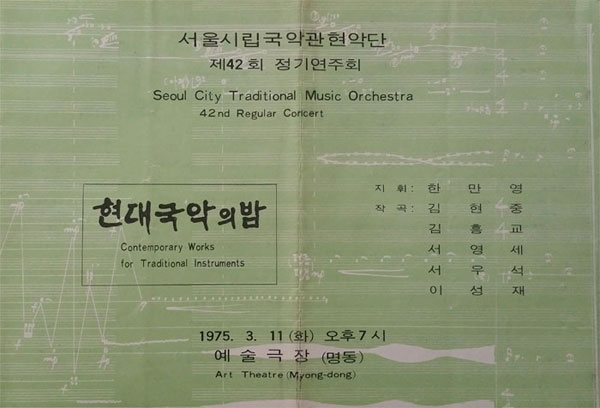 서울시립국악관현악단
제42회 정기연주회
Seoul City Traditional Music Orchestra
42nd Regular Concert
현대국악의밤
Contemporary Works
for Traditional Instruments
지휘: 한만영
작곡: 김현중
김흥교
서영세
서우석
이성재
1975. 3. 11 (화) 오후7시
예술극장 (명동)
Art Theatre (Myong-dong)